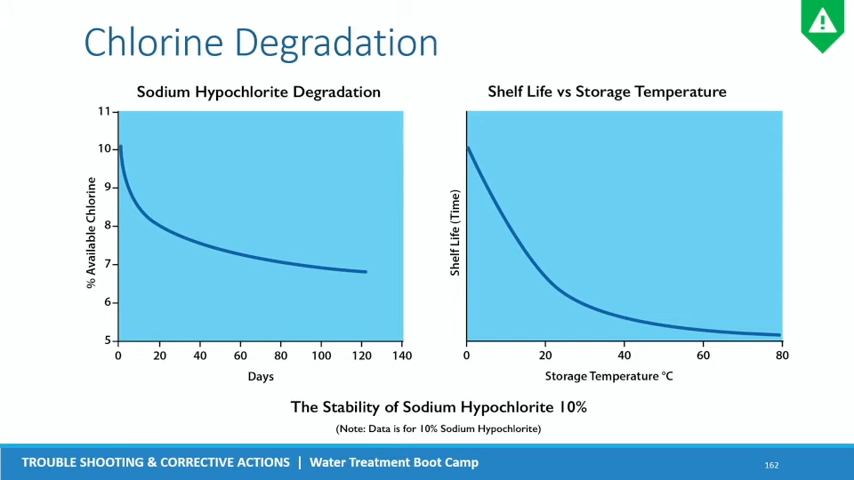 Chlorine Degradation
Sodium Hypochlorite Degradation
11
10
9
8
7
6
5
% Available Chlorine
0 20 40 60 80 100 120 140
Days
Shelf Life vs Storage Temperature
Shelf Life (Time)
0 20 40 60 80
Storage Temperature °C
The Stability of Sodium Hypochlorite 10%
(Note: Data is for 10% Sodium Hypochlorite)
TROUBLE SHOOTING & CORRECTIVE ACTIONS | Water Treatment Boot Camp
162